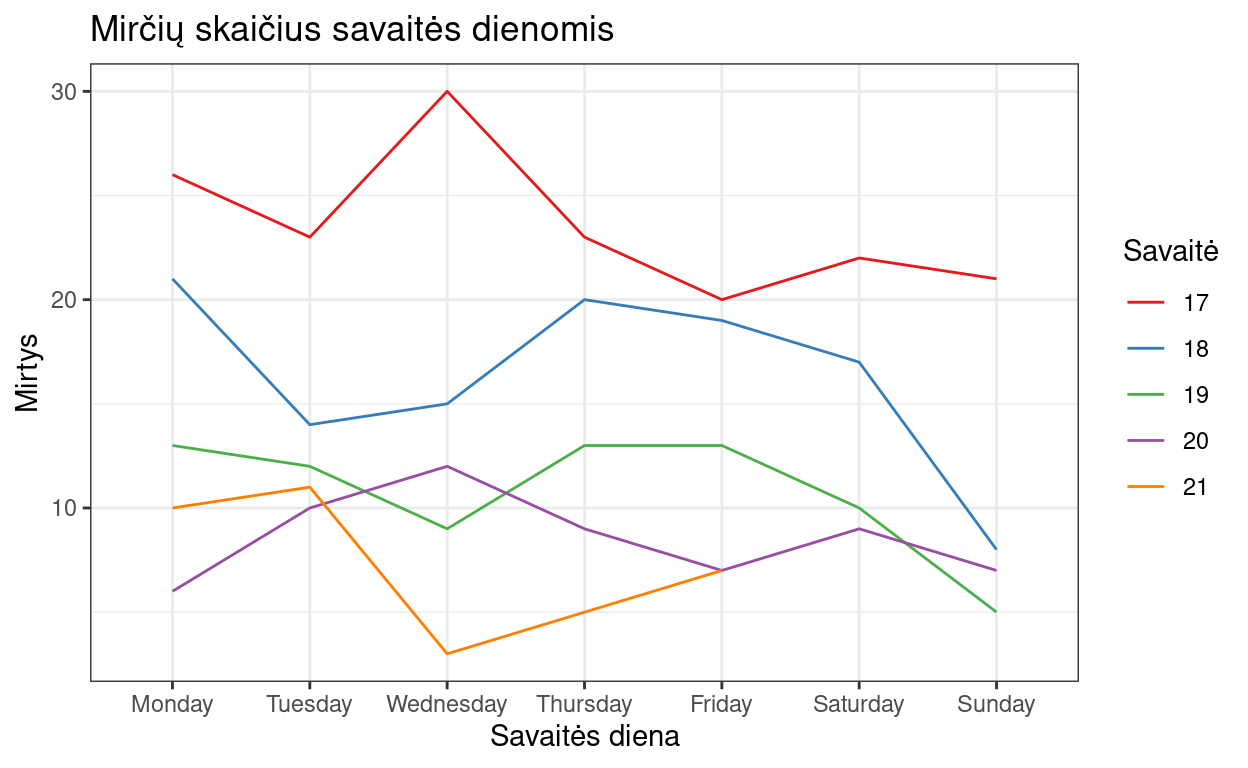 Mirčių skaičius savaitės dienomis
30
20
10
Mirtys
Monday Tuesday Wednesday Thursday Friday Saturday Sunday
Savaitės diena
Savaitė
17
18
19
20
21